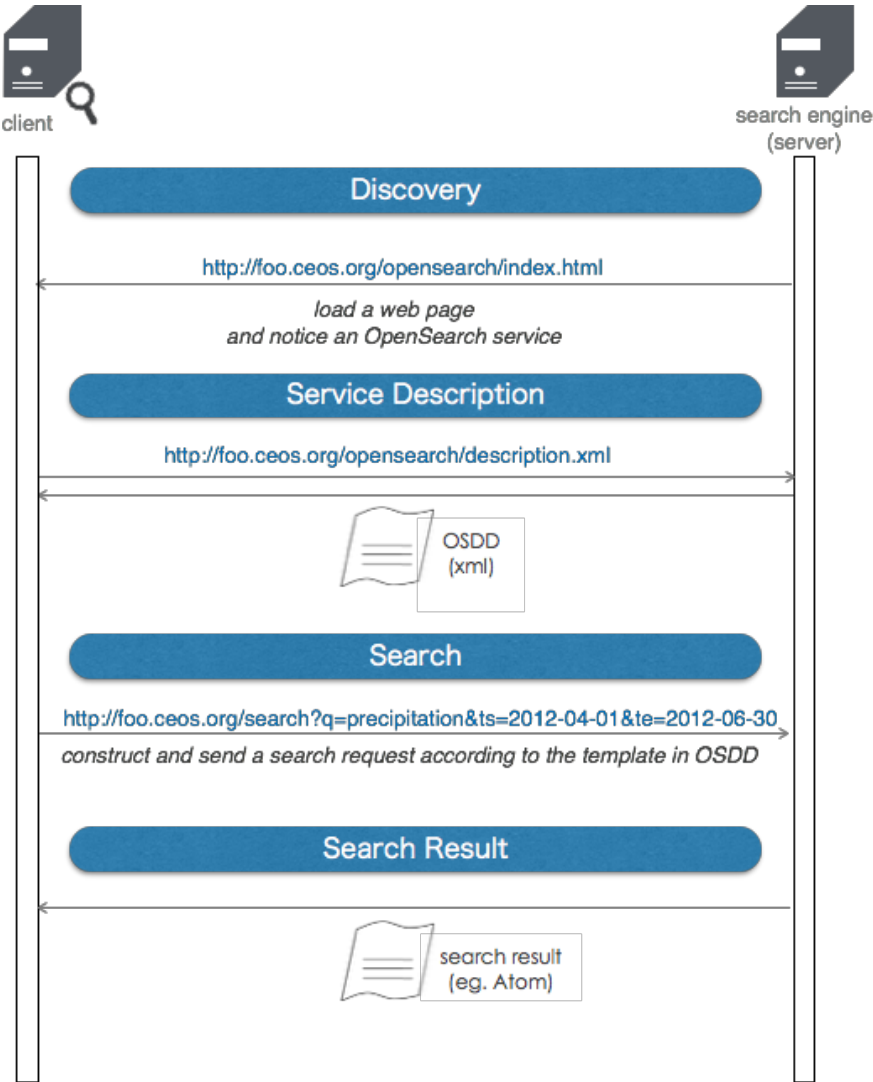 client
search engine
(server)
Discovery
http://foo.ceos.org/opensearch/index.html
load a web page
and notice an OpenSearch service
Service Description
http://foo.ceos.org/opensearch/description.xml
OSDD
(xml)
Search
http://foo.ceos.org/search?q=precipitation&ts=2012-04-01&te=2012-06-30
construct and send a search request according to the template in OSDD
Search Result
search result
(eg. Atom)